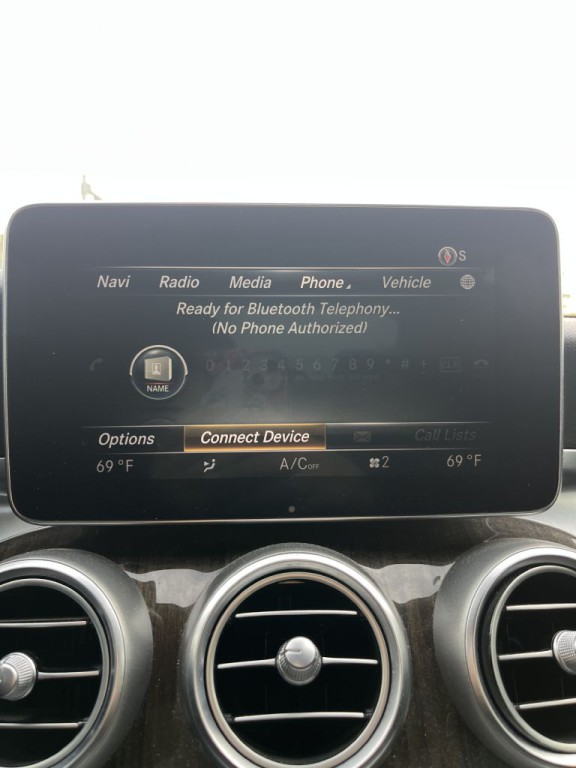 S
Navi Radio Media Phone Vehicle
Ready for Bluetooth Telephony...
(No Phone Authorized)
0 1 2 3 4 5 6 7 8 9 * # +
NAME
Options Connect Device Call Lists
69 °F A/C OFF 2 69 °F